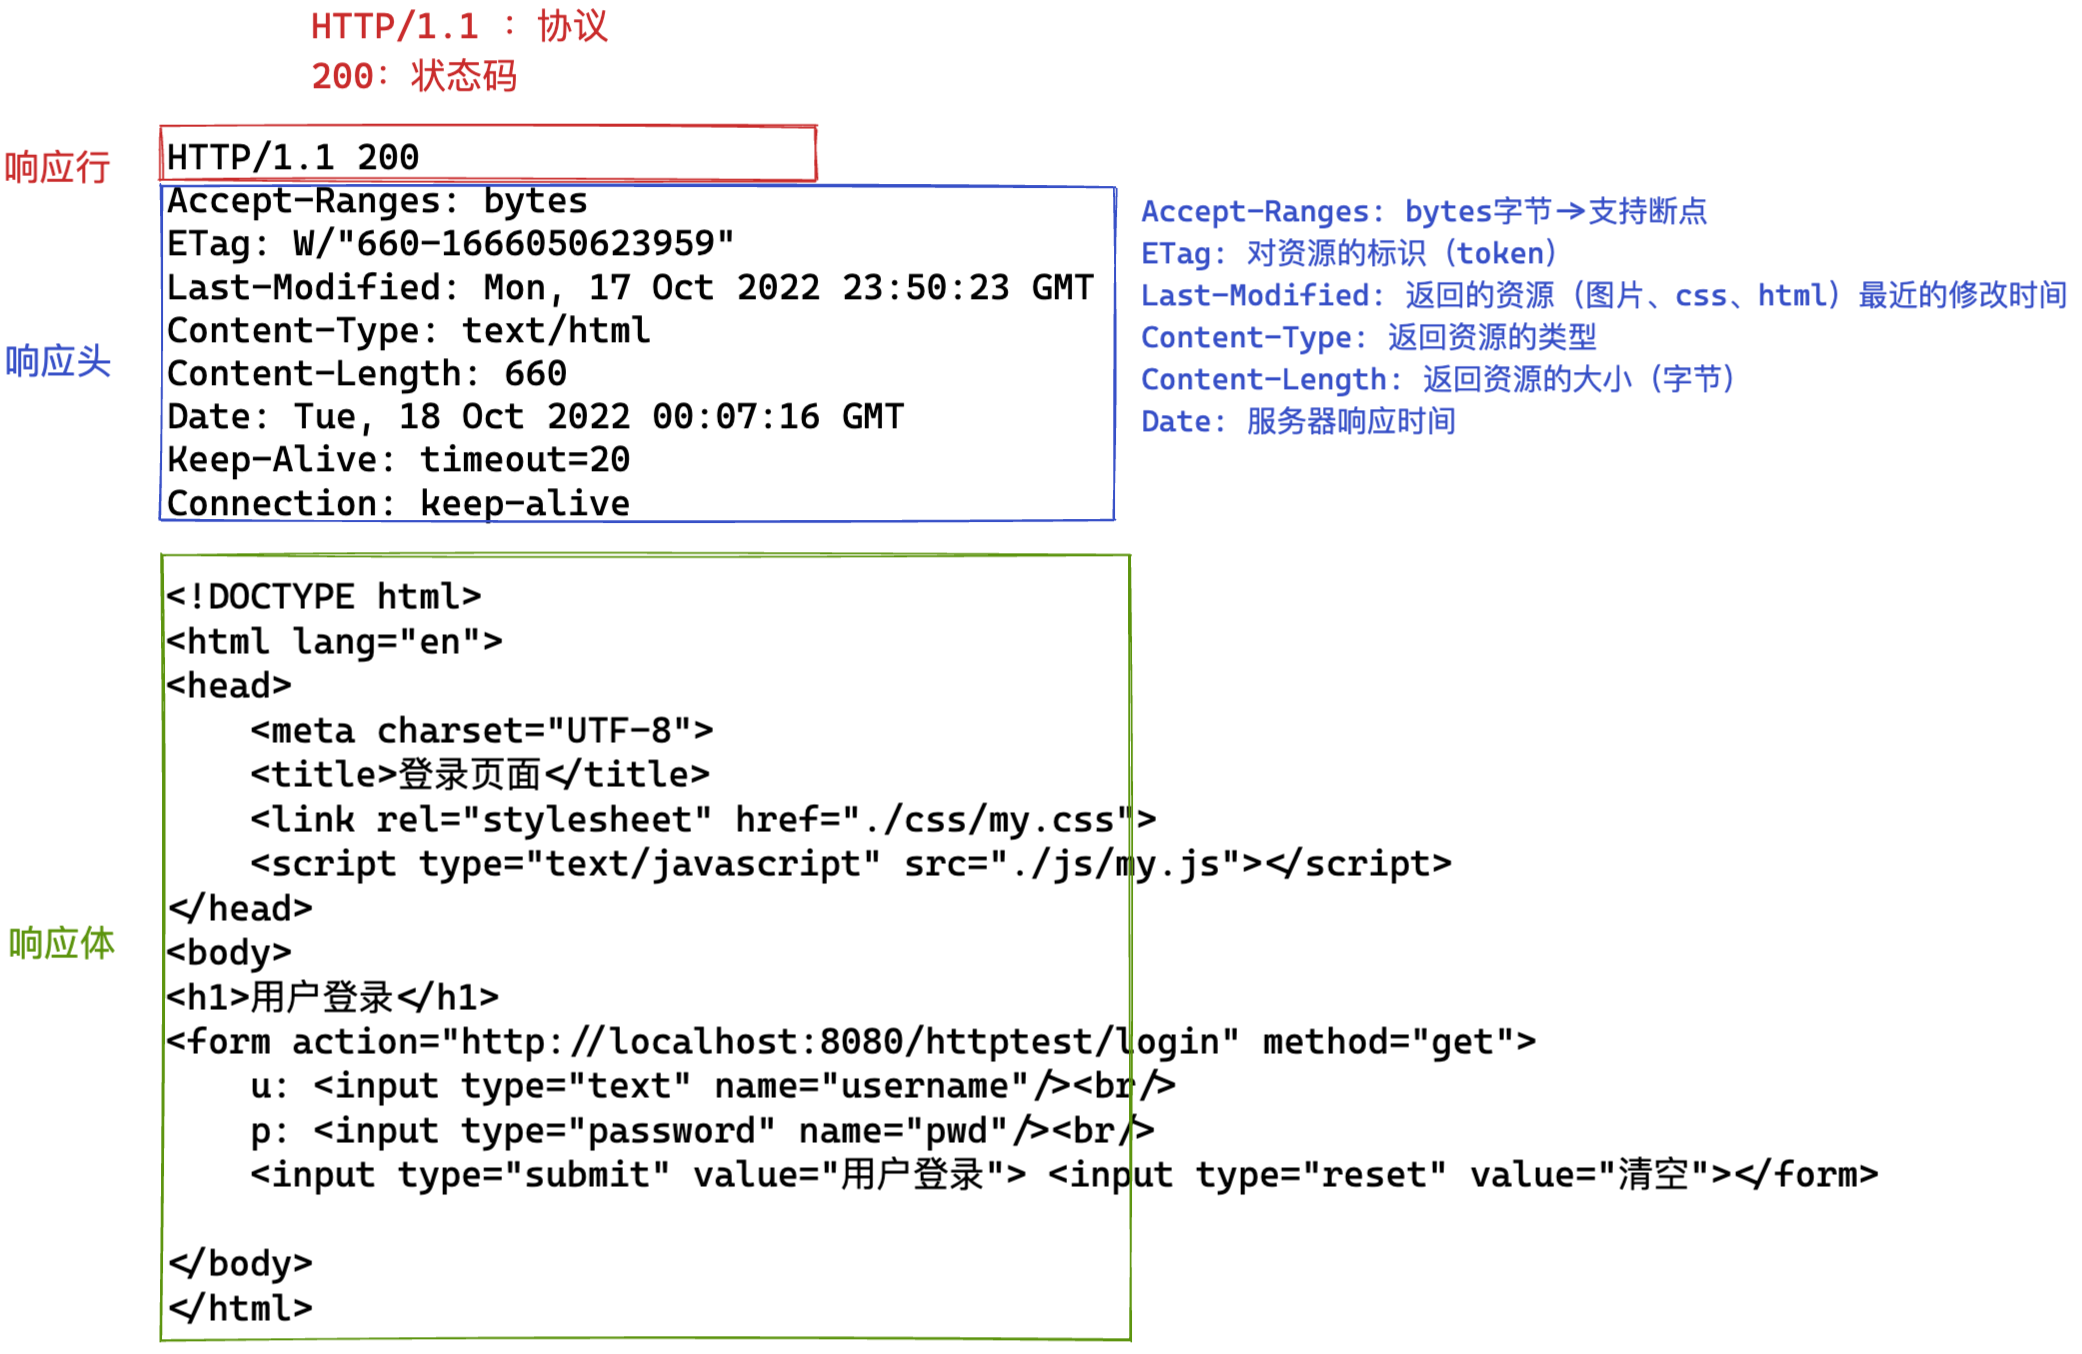 HTTP/1.1 : 协议
200: 状态码
响应行
HTTP/1.1 200
响应头
Accept-Ranges: bytes
ETag: W/"660-1666050623959"
Last-Modified: Mon, 17 Oct 2022 23:50:23 GMT
Content-Type: text/html
Content-Length: 660
Date: Tue, 18 Oct 2022 00:07:16 GMT
Keep-Alive: timeout=20
Connection: keep-alive
Accept-Ranges: bytes字节->支持断点
ETag: 对资源的标识（token）
Last-Modified: 返回的资源（图片、css、html）最近的修改时间
Content-Type: 返回资源的类型
Content-Length: 返回资源的大小（字节）
Date: 服务器响应时间
响应体
<!DOCTYPE html>
<html lang="en">
<head>
    <meta charset="UTF-8">
    <title>登录页面</title>
    <link rel="stylesheet" href="./css/my.css">
    <script type="text/javascript" src="./js/my.js"></script>
</head>
<body>
<h1>用户登录</h1>
<form action="http://localhost:8080/httptest/login" method="get">
    u: <input type="text" name="username"/><br/>
    p: <input type="password" name="pwd"/><br/>
    <input type="submit" value="用户登录"> <input type="reset" value="清空"></form>
</body>
</html>